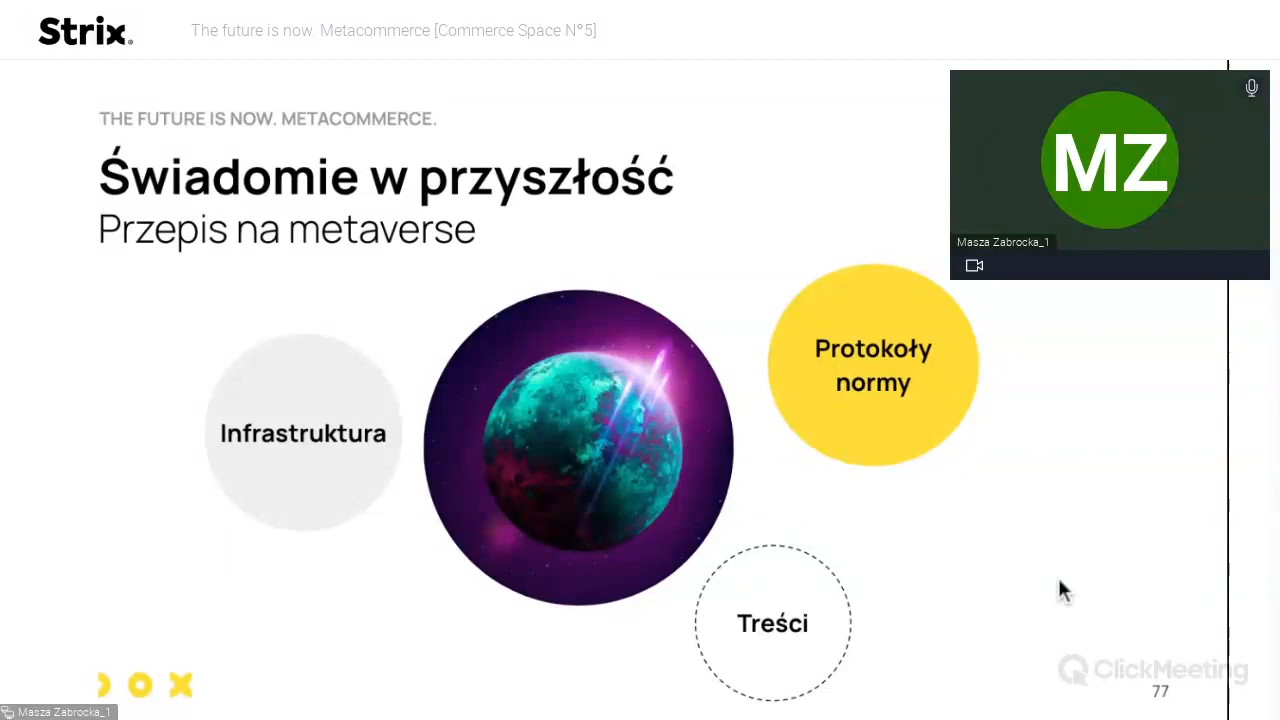 Strix
The future is now. Metacommerce [Commerce Space N°5]
THE FUTURE IS NOW. METACOMMERCE.
Świadomie w przyszłość
Przepis na metaverse
MZ
Masza Zabrocka_1
Protokoły
normy
Infrastruktura
Treści
ClickMeeting
77
Masza Zabrocka_1